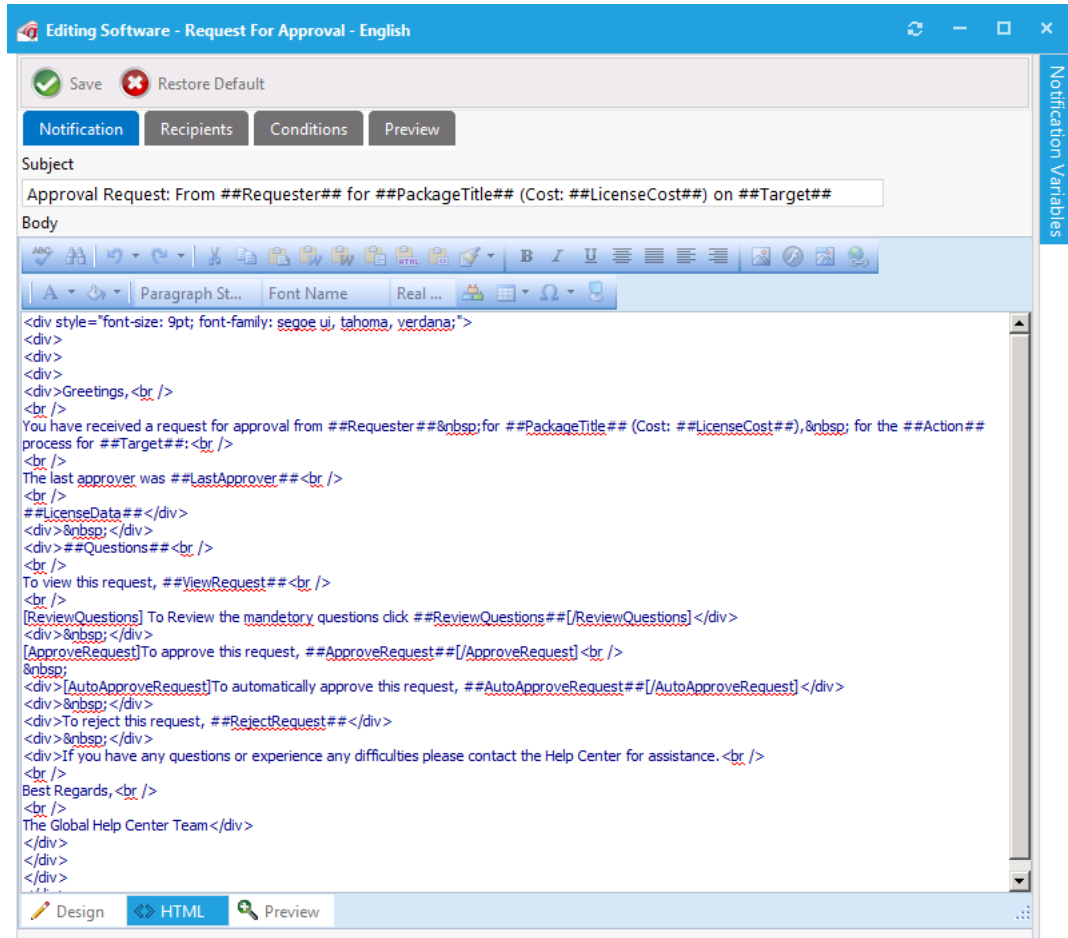 Editing Software - Request For Approval - English
Save Restore Default
Notification Recipients Conditions Preview
Subject
Approval Request: From ##Requester## for ##PackageTitle## (Cost: ##LicenseCost##) on ##Target##
Body
ABC HTML B I U
A Paragraph St... Font Name Real ... Ω
<div style="font-size: 9pt; font-family: segoe ui, tahoma, verdana;">
<div>
<div>
<div>
<div>Greetings,<br />
<br />
You have received a request for approval from ##Requester##&nbsp;for ##PackageTitle## (Cost: ##LicenseCost##),&nbsp; for the ##Action##
process for ##Target##:<br />
<br />
The last approver was ##LastApprover##<br />
<br />
##LicenseData##</div>
<div>&nbsp;</div>
<div>##Questions##<br />
<br />
To view this request, ##ViewRequest##<br />
<br />
[ReviewQuestions] To Review the mandetory questions click ##ReviewQuestions##[/ReviewQuestions]</div>
<div>&nbsp;</div>
[ApproveRequest]To approve this request, ##ApproveRequest##[/ApproveRequest]<br />
&nbsp;
<div>[AutoApproveRequest]To automatically approve this request, ##AutoApproveRequest##[/AutoApproveRequest]</div>
<div>&nbsp;</div>
<div>To reject this request, ##RejectRequest##</div>
<div>&nbsp;</div>
<div>If you have any questions or experience any difficulties please contact the Help Center for assistance.<br />
<br />
Best Regards,<br />
<br />
The Global Help Center Team</div>
</div>
</div>
</div>
Design HTML Preview
Notification Variables